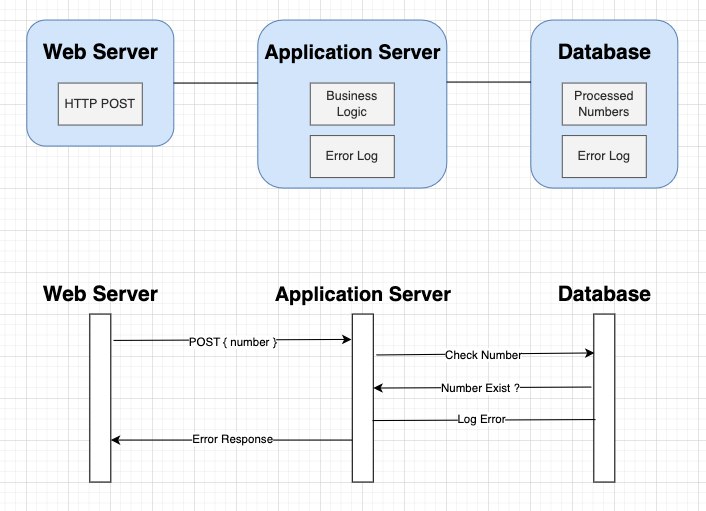 Web Server
Application Server
Database
HTTP POST
Business
Logic
Processed
Numbers
Error Log
Error Log
Web Server
Application Server
Database
POST { number }
Check Number
Number Exist ?
Log Error
Error Response